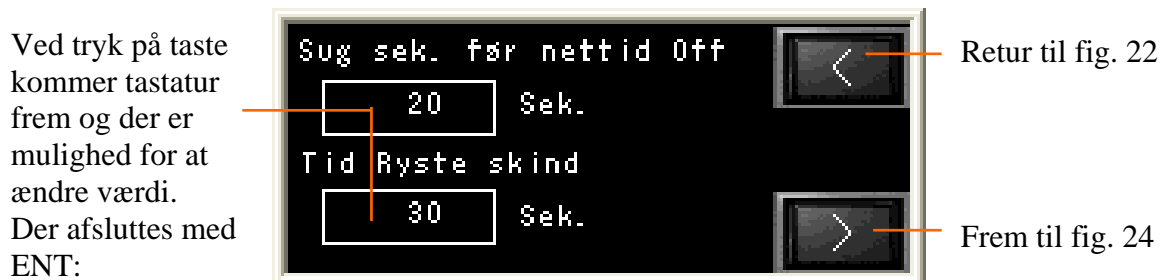 Ved tryk på taste
kommer tastatur
frem og der er
mulighed for at
ændre værdi.
Der afsluttes med
ENT:
Sug sek. før nettid Off
20 Sek.
Tid Ryste skind
30 Sek.
<
>
Retur til fig. 22
Frem til fig. 24